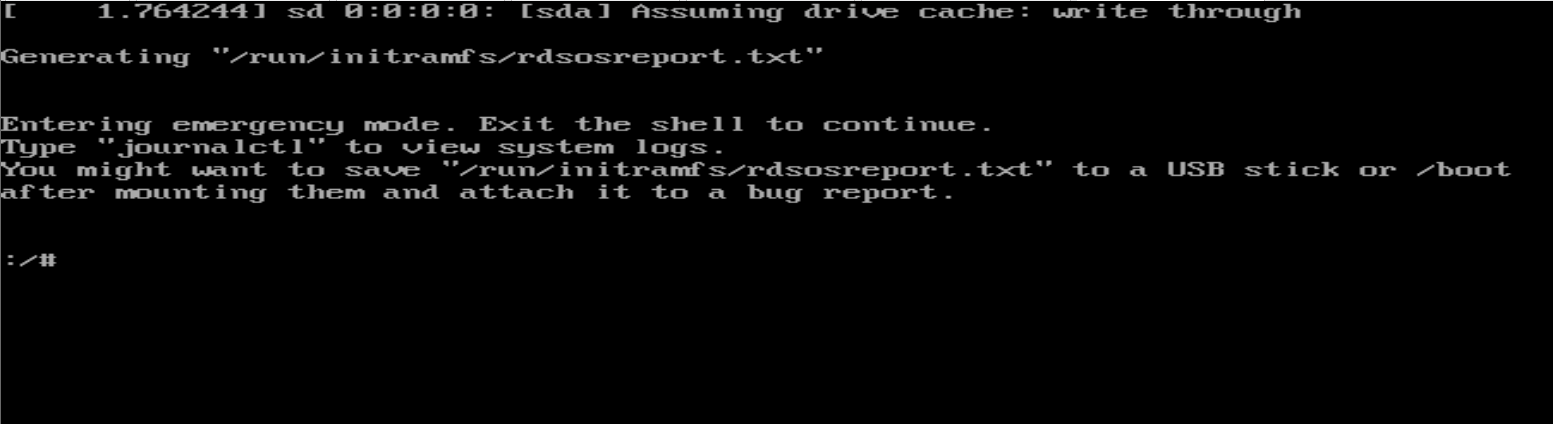 [    1.764244] sd 0:0:0:0: [sda] Assuming drive cache: write through
Generating "/run/initramfs/rdsosreport.txt"
Entering emergency mode. Exit the shell to continue.
Type "journalctl" to view system logs.
You might want to save "/run/initramfs/rdsosreport.txt" to a USB stick or /boot
after mounting them and attach it to a bug report.
:/#